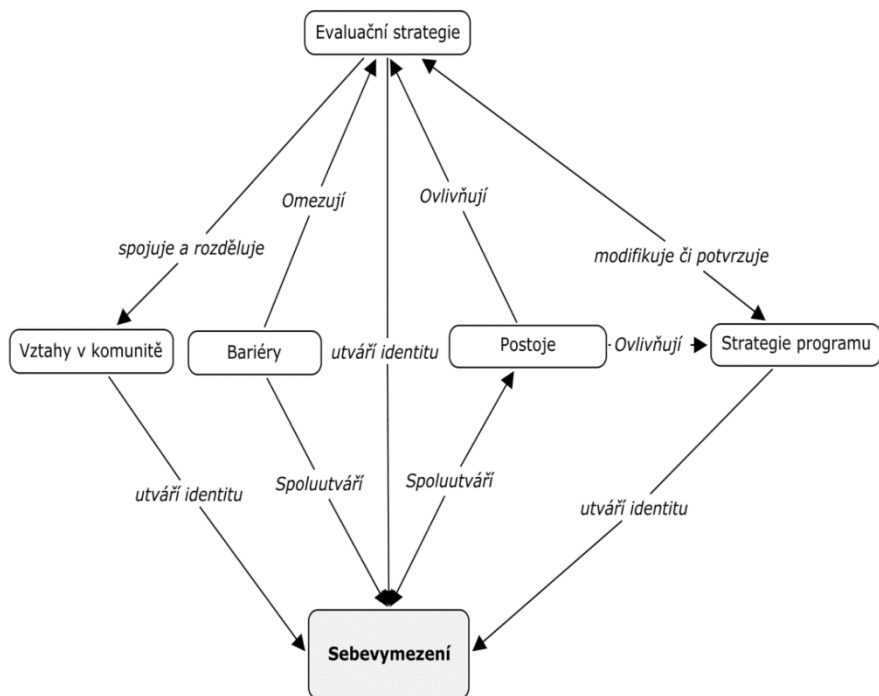 Evaluační strategie
Omezují
Ovlivňují
spojuje a rozděluje
modifikuje či potvrzuje
Vztahy v komunitě
Bariéry
utváří identitu
Postoje
Ovlivňují
Strategie programu
utváří identitu
Spoluutváří
Spoluutváří
utváří identitu
Sebevymezení